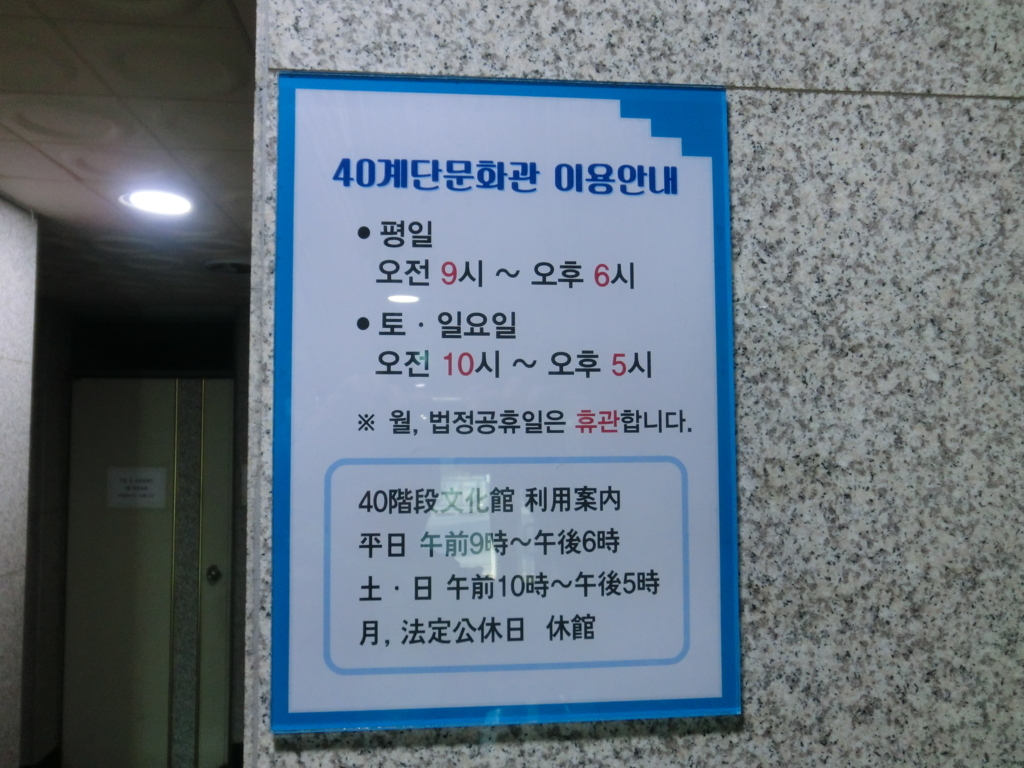 40계단문화관 이용안내
• 평일
오전 9시 ~ 오후 6시
• 토 · 일요일
오전 10시 ~ 오후 5시
※ 월, 법정공휴일은 휴관합니다.
40階段文化館 利用案内
平日 午前9時~午後6時
土 · 日 午前10時~午後5時
月, 法定公休日 休館